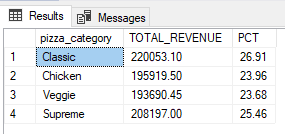 Results Messages
pizza_category TOTAL_REVENUE PCT
1 Classic 220053.10 26.91
2 Chicken 195919.50 23.96
3 Veggie 193690.45 23.68
4 Supreme 208197.00 25.46